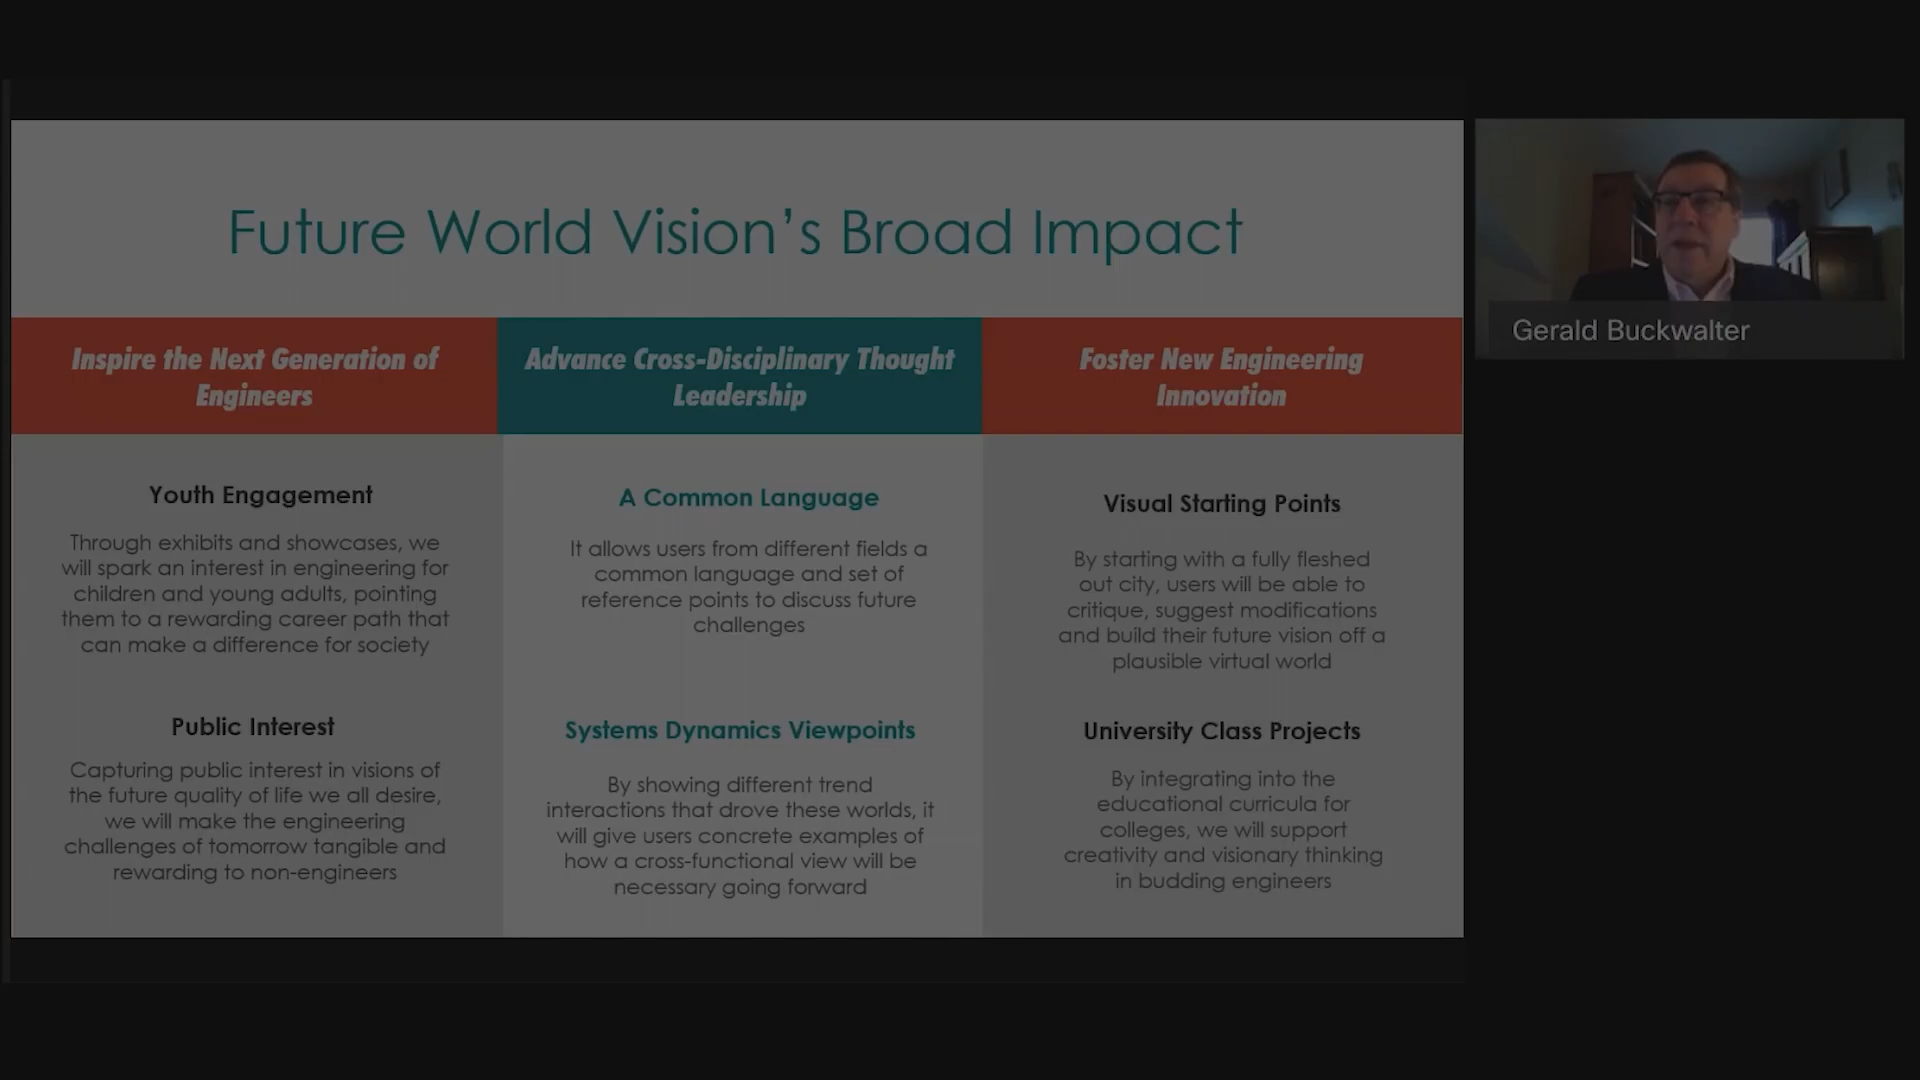 Future World Vision's Broad Impact
Inspire the Next Generation of
Engineers
Youth Engagement
Through exhibits and showcases, we
will spark an interest in engineering for
children and young adults, pointing
them to a rewarding career path that
can make a difference for society
Public Interest
Capturing public interest in visions of
the future quality of life we all desire,
we will make the engineering
challenges of tomorrow tangible and
rewarding to non-engineers
Advance Cross-Disciplinary Thought
Leadership
A Common Language
It allows users from different fields a
common language and set of
reference points to discuss future
challenges
Systems Dynamics Viewpoints
By showing different trend
interactions that drove these worlds, it
will give users concrete examples of
how a cross-functional view will be
necessary going forward
Foster New Engineering
Innovation
Visual Starting Points
By starting with a fully fleshed
out city, users will be able to
critique, suggest modifications
and build their future vision off a
plausible virtual world
University Class Projects
By integrating into the
educational curricula for
colleges, we will support
creativity and visionary thinking
in budding engineers
Gerald Buckwalter